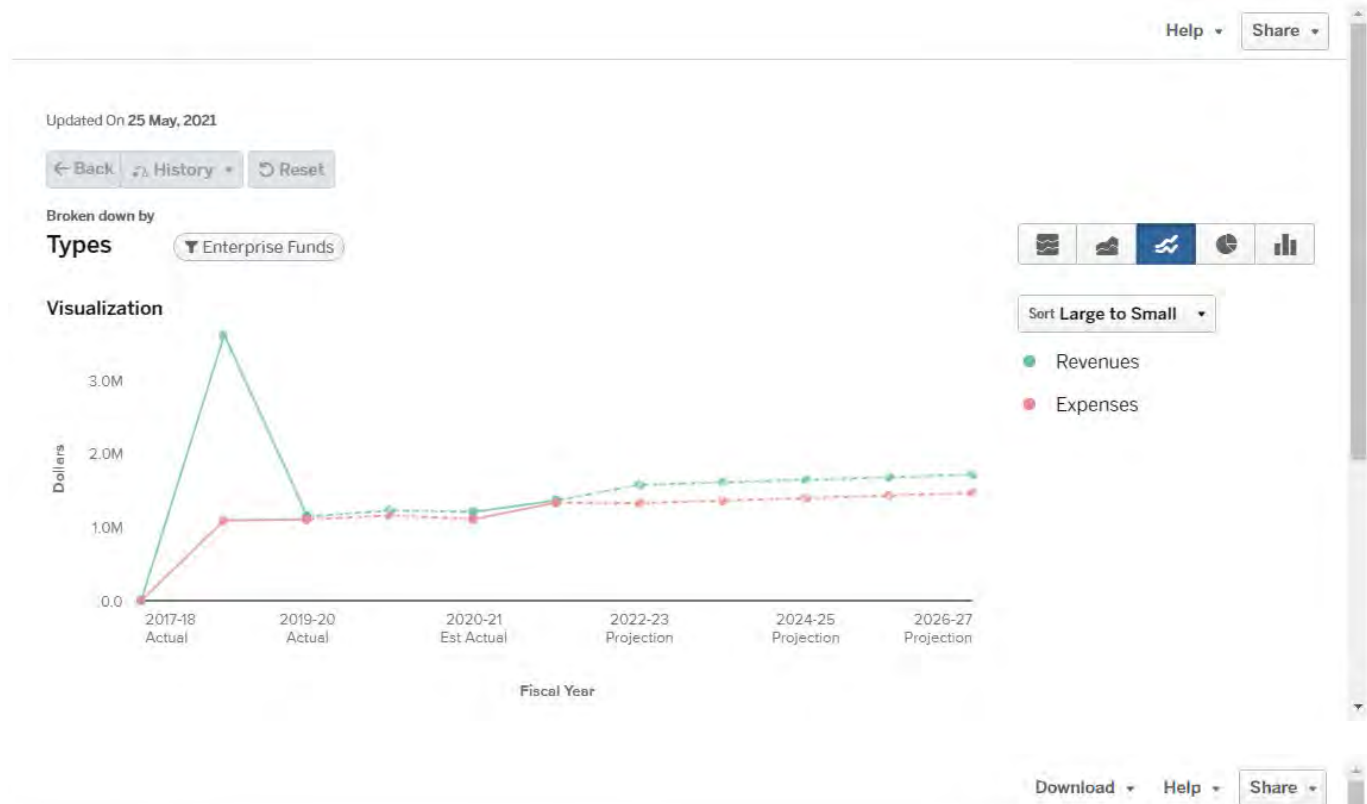 Help Share
Updated On 25 May, 2021
Back History Reset
Broken down by
Types Enterprise Funds
Visualization
Sort Large to Small
Revenues
Expenses
3.0M
2.0M
1.0M
0.0
Dollars
2017-18 2019-20 2020-21 2022-23 2024-25 2026-27
Actual Actual Est Actual Projection Projection Projection
Fiscal Year
Download Help Share